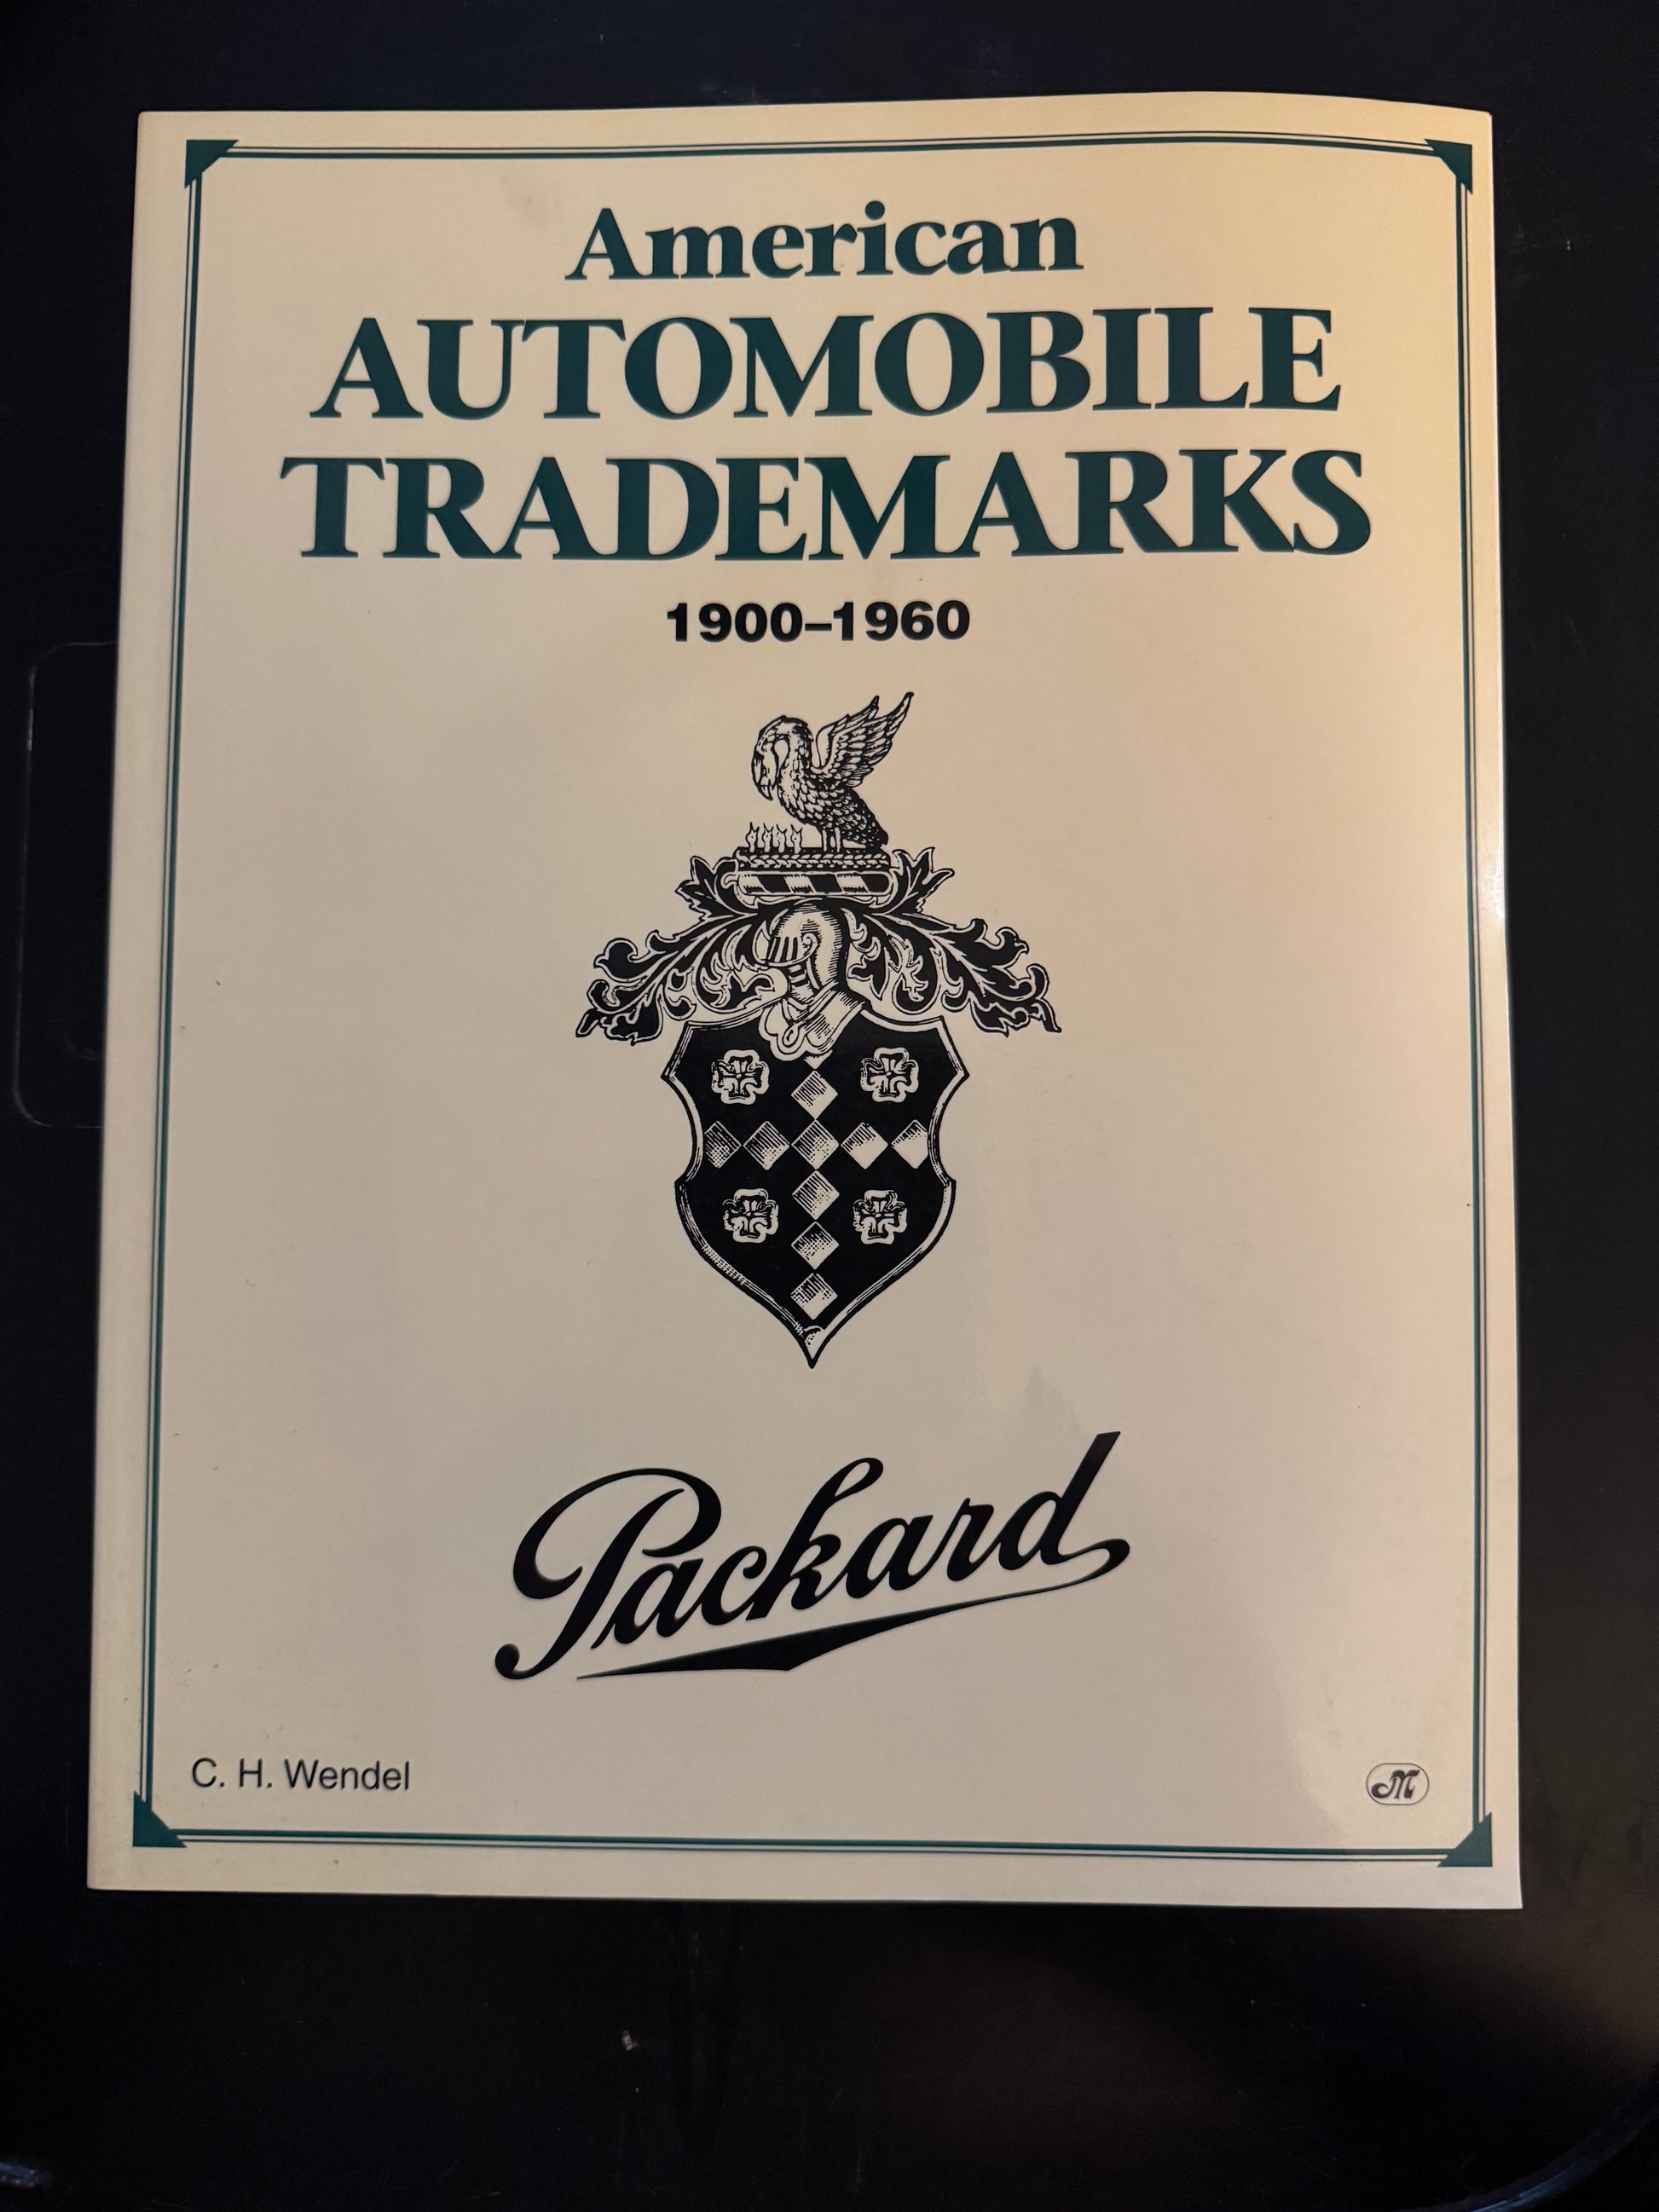 American
AUTOMOBILE
TRADEMARKS
1900–1960
Packard
C. H. Wendel
M